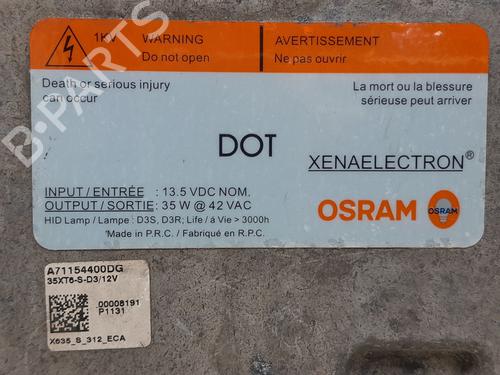 1KV
WARNING
Do not open
AVERTISSEMENT
Ne pas ouvrir
Death or serious injury
can occur
La mort ou la blessure
sérieuse peut arriver
DOT
XENAELECTRON®
INPUT / ENTRÉE : 13.5 VDC NOM.
OUTPUT / SORTIE: 35 W @ 42 VAC
HID Lamp / Lampe : D3S, D3R; Life / á Vie > 3000h
*Made in P.R.C. / Fabriqué en R.P.C.
OSRAM
OSRAM
A71154400DG
35XT6-S-D3/12V
00008191
P1131
X635_S_312_ECA
B-PARTS